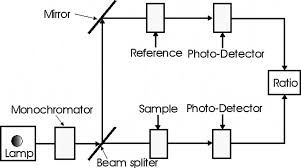 Mirror
Reference
Photo-Detector
Ratio
Monochromator
Sample
Photo-Detector
Lamp
Beam spliter